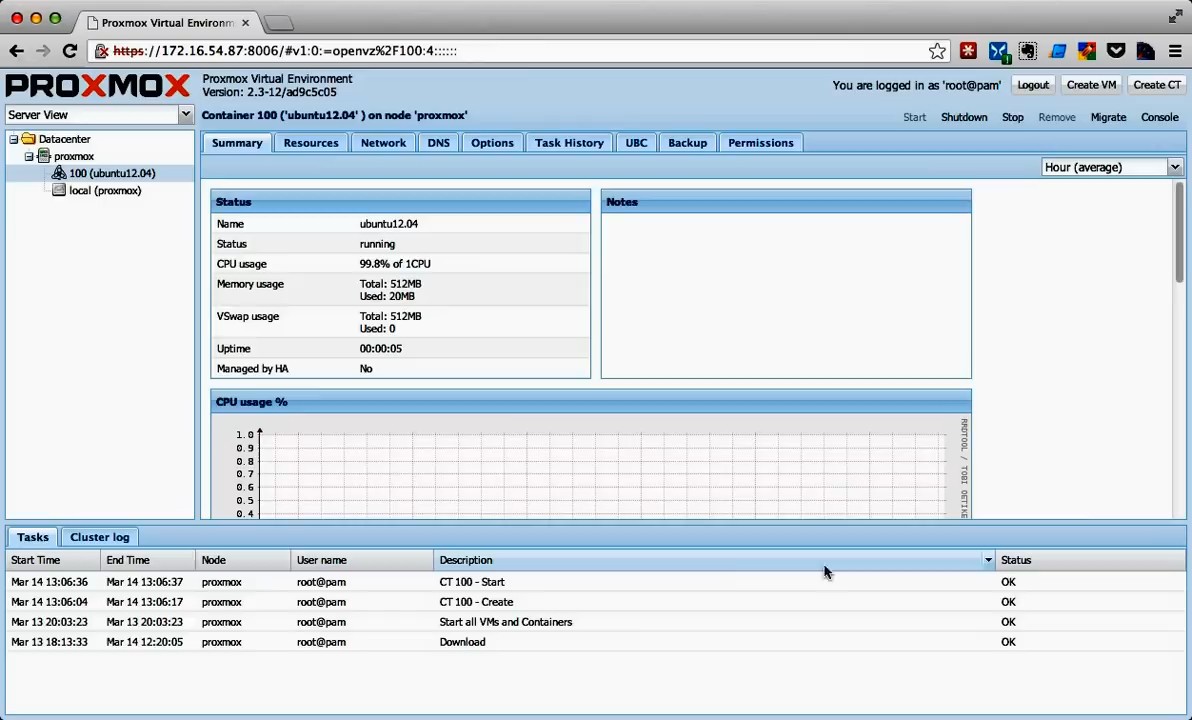 Proxmox Virtual Environm
https://172.16.54.87:8006/#v1:0:=openvz%2F100:4::::::
PROXMOX
Proxmox Virtual Environment
Version: 2.3-12/ad9c5c05
You are logged in as 'root@pam'
Logout
Create VM
Create CT
Server View
Container 100 ('ubuntu12.04' ) on node 'proxmox'
Start
Shutdown
Stop
Remove
Migrate
Console
Datacenter
proxmox
100 (ubuntu12.04)
local (proxmox)
Summary
Resources
Network
DNS
Options
Task History
UBC
Backup
Permissions
Hour (average)
Status
Name ubuntu12.04
Status running
CPU usage 99.8% of 1CPU
Memory usage Total: 512MB
Used: 20MB
VSwap usage Total: 512MB
Used: 0
Uptime 00:00:05
Managed by HA No
Notes
CPU usage %
1.0
0.9
0.8
0.7
0.6
0.5
0.4
RRDTOOL / TOBI OETIKE
Tasks
Cluster log
Start Time End Time Node User name Description Status
Mar 14 13:06:36 Mar 14 13:06:37 proxmox root@pam CT 100 - Start OK
Mar 14 13:06:04 Mar 14 13:06:17 proxmox root@pam CT 100 - Create OK
Mar 13 20:03:23 Mar 13 20:03:23 proxmox root@pam Start all VMs and Containers OK
Mar 13 18:13:33 Mar 14 12:20:05 proxmox root@pam Download OK